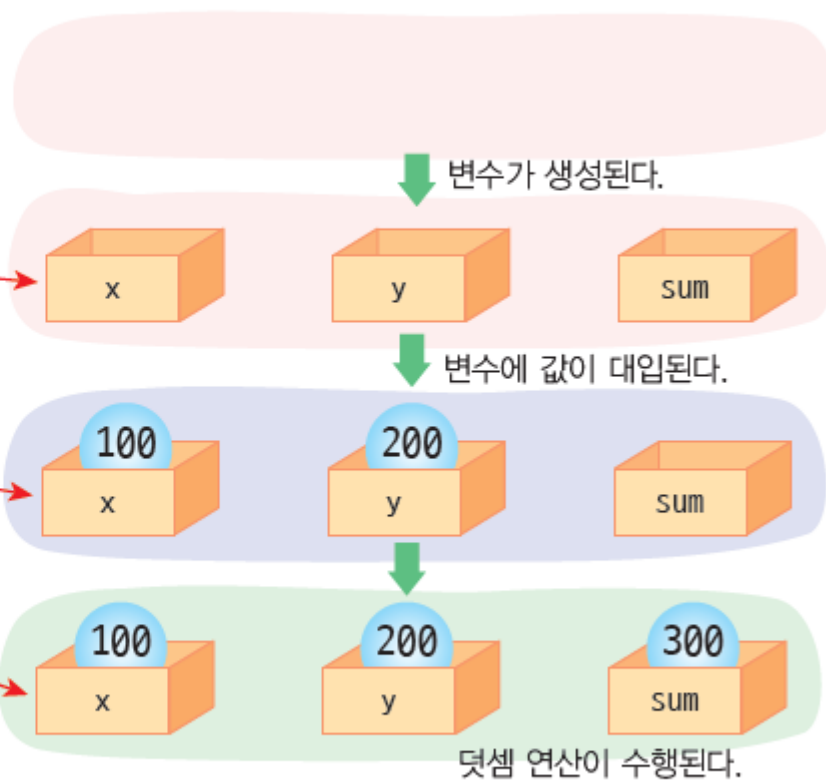 변수가 생성된다.
x y sum
변수에 값이 대입된다.
100 200
x y sum
100 200 300
x y sum
덧셈 연산이 수행된다.